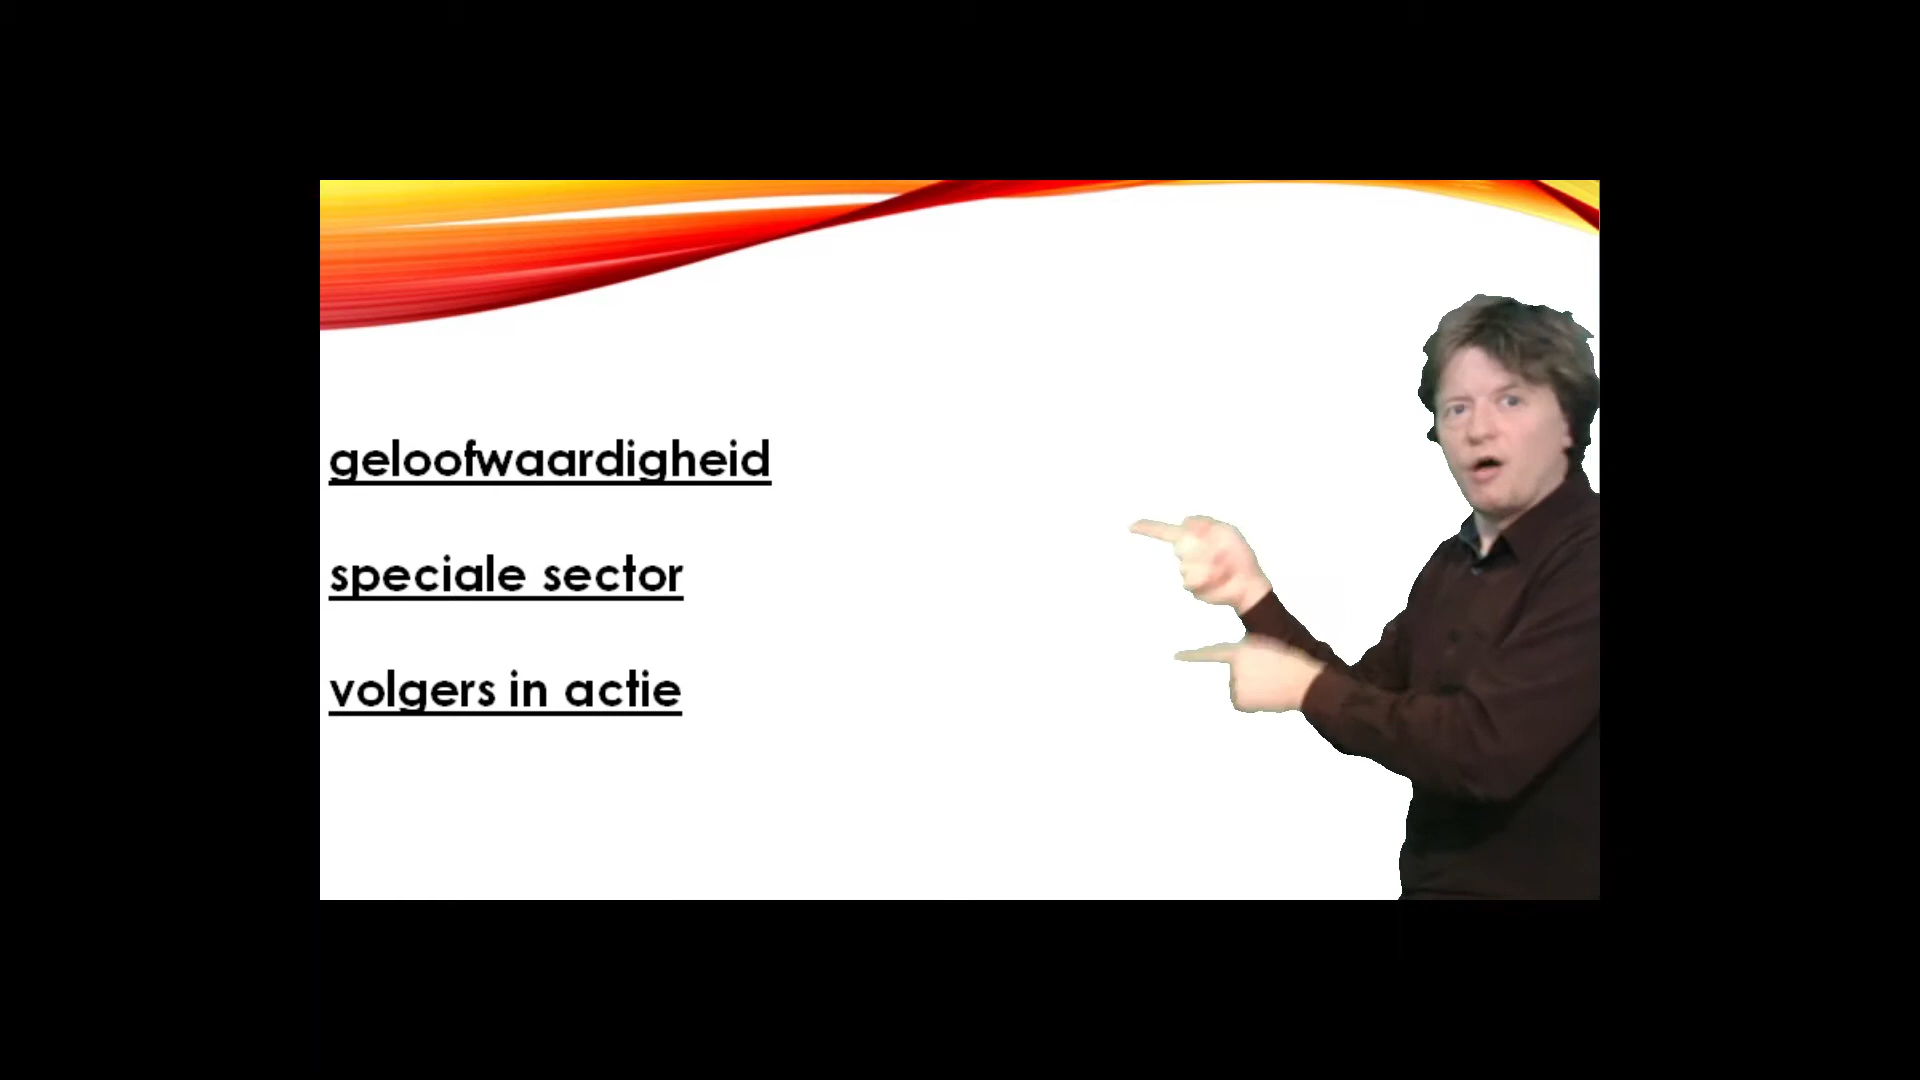 geloofwaardigheid
speciale sector
volgers in actie